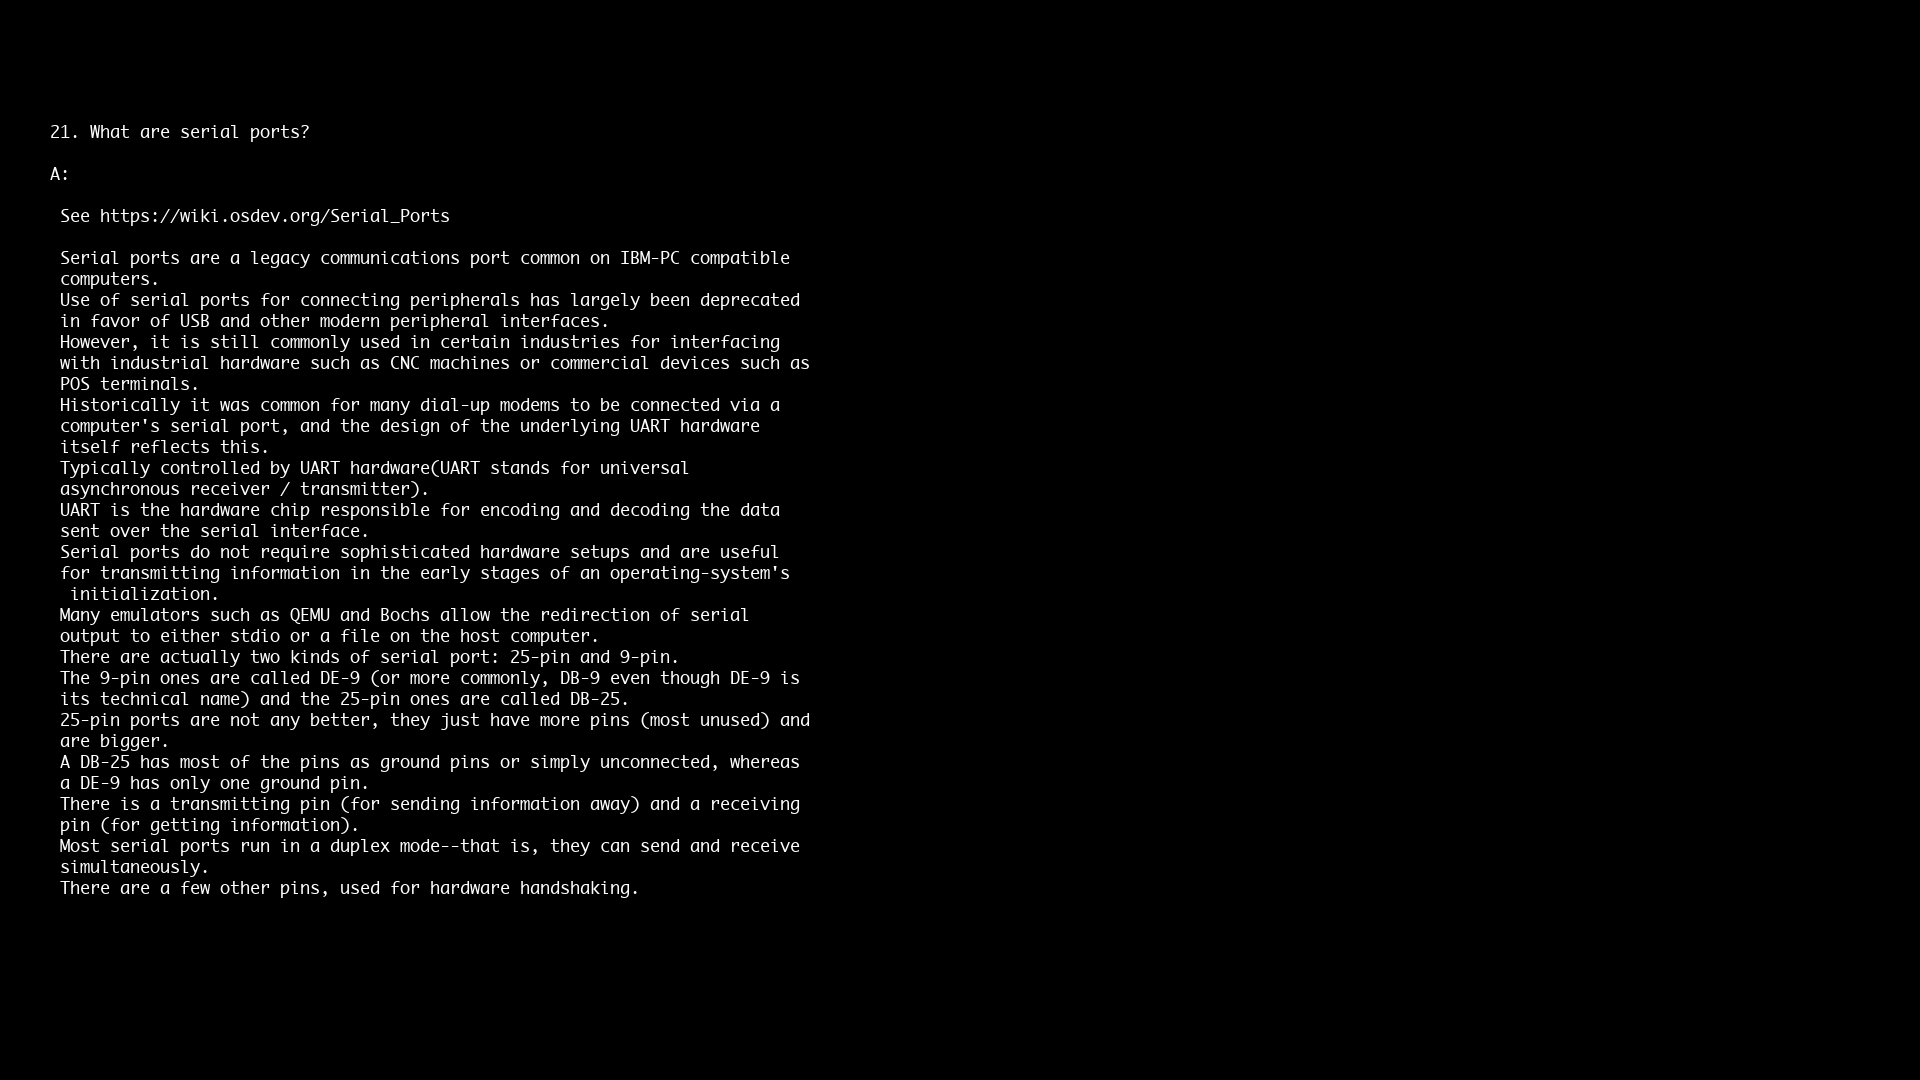 21. What are serial ports?
A:
See https://wiki.osdev.org/Serial_Ports
Serial ports are a legacy communications port common on IBM-PC compatible
computers.
Use of serial ports for connecting peripherals has largely been deprecated
in favor of USB and other modern peripheral interfaces.
However, it is still commonly used in certain industries for interfacing
with industrial hardware such as CNC machines or commercial devices such as
POS terminals.
Historically it was common for many dial-up modems to be connected via a
computer's serial port, and the design of the underlying UART hardware
itself reflects this.
Typically controlled by UART hardware(UART stands for universal
asynchronous receiver / transmitter).
UART is the hardware chip responsible for encoding and decoding the data
sent over the serial interface.
Serial ports do not require sophisticated hardware setups and are useful
for transmitting information in the early stages of an operating-system's
initialization.
Many emulators such as QEMU and Bochs allow the redirection of serial
output to either stdio or a file on the host computer.
There are actually two kinds of serial port: 25-pin and 9-pin.
The 9-pin ones are called DE-9 (or more commonly, DB-9 even though DE-9 is
its technical name) and the 25-pin ones are called DB-25.
25-pin ports are not any better, they just have more pins (most unused) and
are bigger.
A DB-25 has most of the pins as ground pins or simply unconnected, whereas
a DE-9 has only one ground pin.
There is a transmitting pin (for sending information away) and a receiving
pin (for getting information).
Most serial ports run in a duplex mode--that is, they can send and receive
simultaneously.
There are a few other pins, used for hardware handshaking.